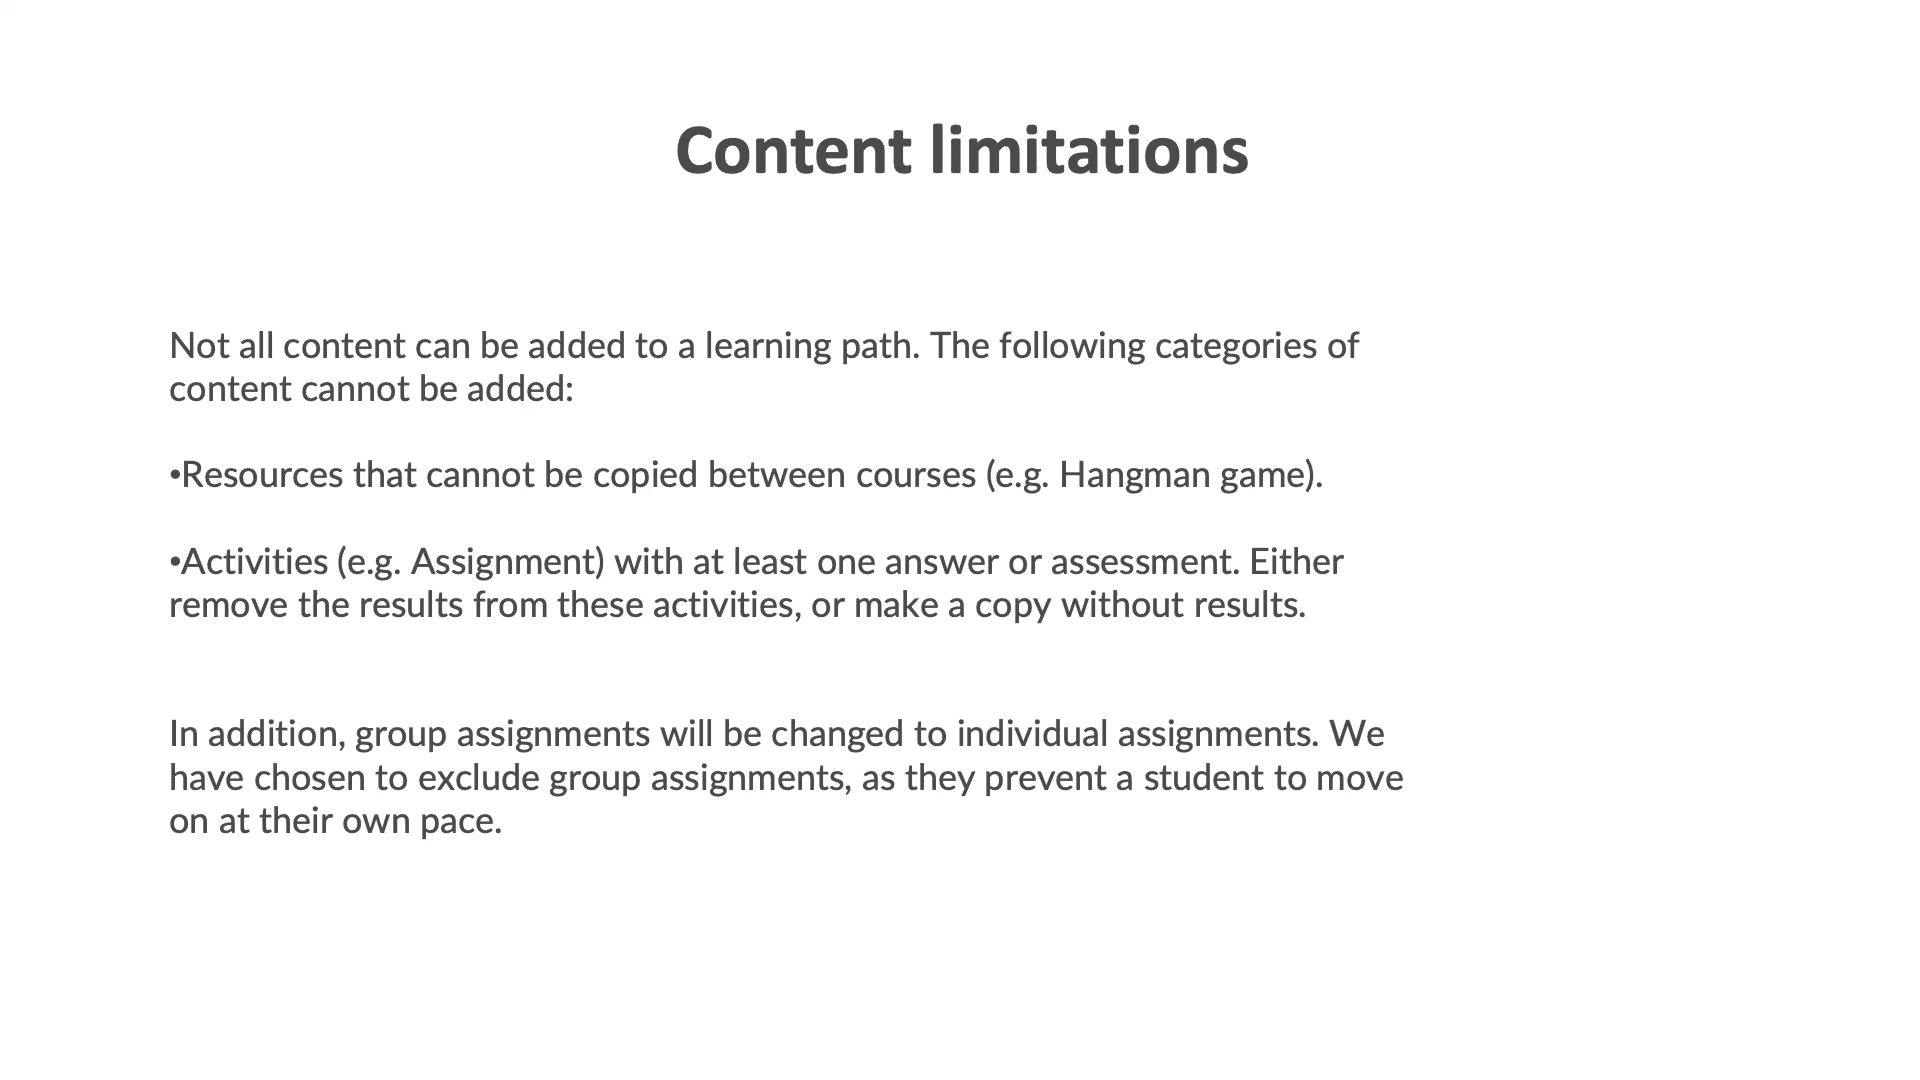 Content limitations
Not all content can be added to a learning path. The following categories of
content cannot be added:
•Resources that cannot be copied between courses (e.g. Hangman game).
•Activities (e.g. Assignment) with at least one answer or assessment. Either
remove the results from these activities, or make a copy without results.
In addition, group assignments will be changed to individual assignments. We
have chosen to exclude group assignments, as they prevent a student to move
on at their own pace.